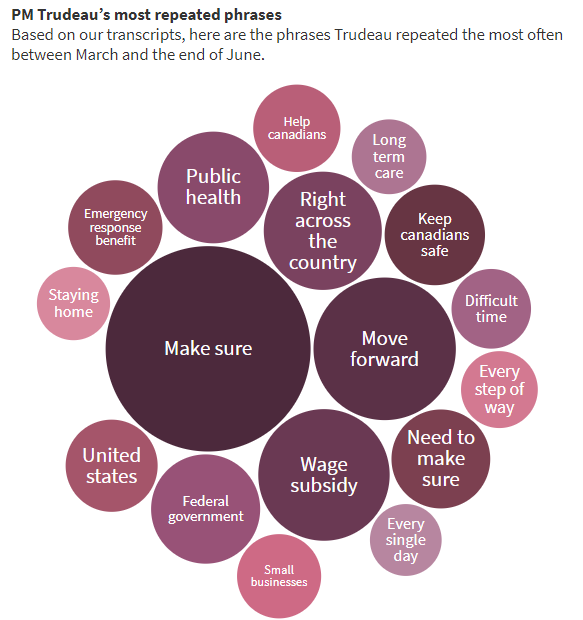 PM Trudeau’s most repeated phrases
Based on our transcripts, here are the phrases Trudeau repeated the most often
between March and the end of June.
Help
canadians
Long
term
care
Public
health
Right
across
the
country
Emergency
response
benefit
Keep
canadians
safe
Staying
home
Difficult
time
Make sure
Move
forward
Every
step of
way
United
states
Wage
subsidy
Need to
make
sure
Federal
government
Every
single
day
Small
businesses